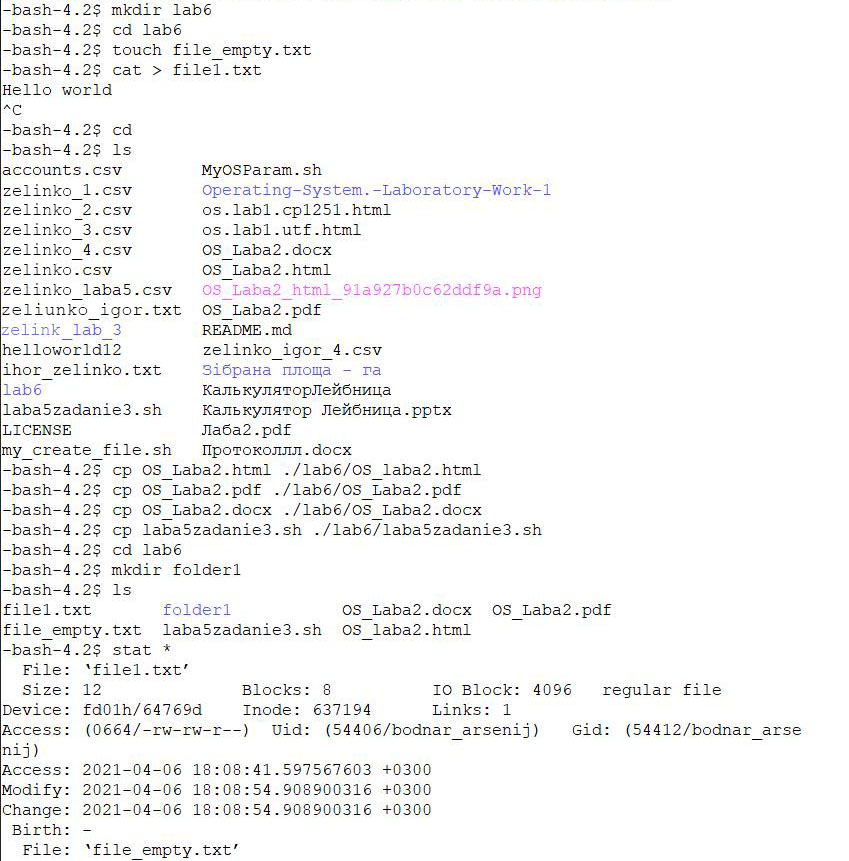 -bash-4.2$ mkdir lab6
-bash-4.2$ cd lab6
-bash-4.2$ touch file_empty.txt
-bash-4.2$ cat > file1.txt
Hello world
^C
-bash-4.2$ cd
-bash-4.2$ ls
accounts.csv        MyOSParam.sh
zelinko_1.csv       Operating-System.-Laboratory-Work-1
zelinko_2.csv       os.lab1.cp1251.html
zelinko_3.csv       os.lab1.utf.html
zelinko_4.csv       OS_Laba2.docx
zelinko.csv         OS_Laba2.html
zelinko_laba5.csv   OS_Laba2_html_91a927b0c62ddf9a.png
zeliunko_igor.txt   OS_Laba2.pdf
zelink_lab_3        README.md
helloworld12        zelinko_igor_4.csv
ihor_zelinko.txt    Зібрана площа - га
lab6                КалькуляторЛейбница
laba5zadanie3.sh    Калькулятор Лейбница.pptx
LICENSE             Лаба2.pdf
my_create_file.sh   Протоколлл.docx
-bash-4.2$ cp OS_Laba2.html ./lab6/OS_laba2.html
-bash-4.2$ cp OS_Laba2.pdf ./lab6/OS_Laba2.pdf
-bash-4.2$ cp OS_Laba2.docx ./lab6/OS_Laba2.docx
-bash-4.2$ cp laba5zadanie3.sh ./lab6/laba5zadanie3.sh
-bash-4.2$ cd lab6
-bash-4.2$ mkdir folder1
-bash-4.2$ ls
file1.txt       folder1           OS_Laba2.docx  OS_Laba2.pdf
file_empty.txt  laba5zadanie3.sh  OS_laba2.html
-bash-4.2$ stat *
  File: ‘file1.txt’
  Size: 12              Blocks: 8          IO Block: 4096   regular file
Device: fd01h/64769d    Inode: 637194      Links: 1
Access: (0664/-rw-rw-r--)  Uid: (54406/bodnar_arsenij)   Gid: (54412/bodnar_arse
nij)
Access: 2021-04-06 18:08:41.597567603 +0300
Modify: 2021-04-06 18:08:54.908900316 +0300
Change: 2021-04-06 18:08:54.908900316 +0300
 Birth: -
  File: ‘file_empty.txt’